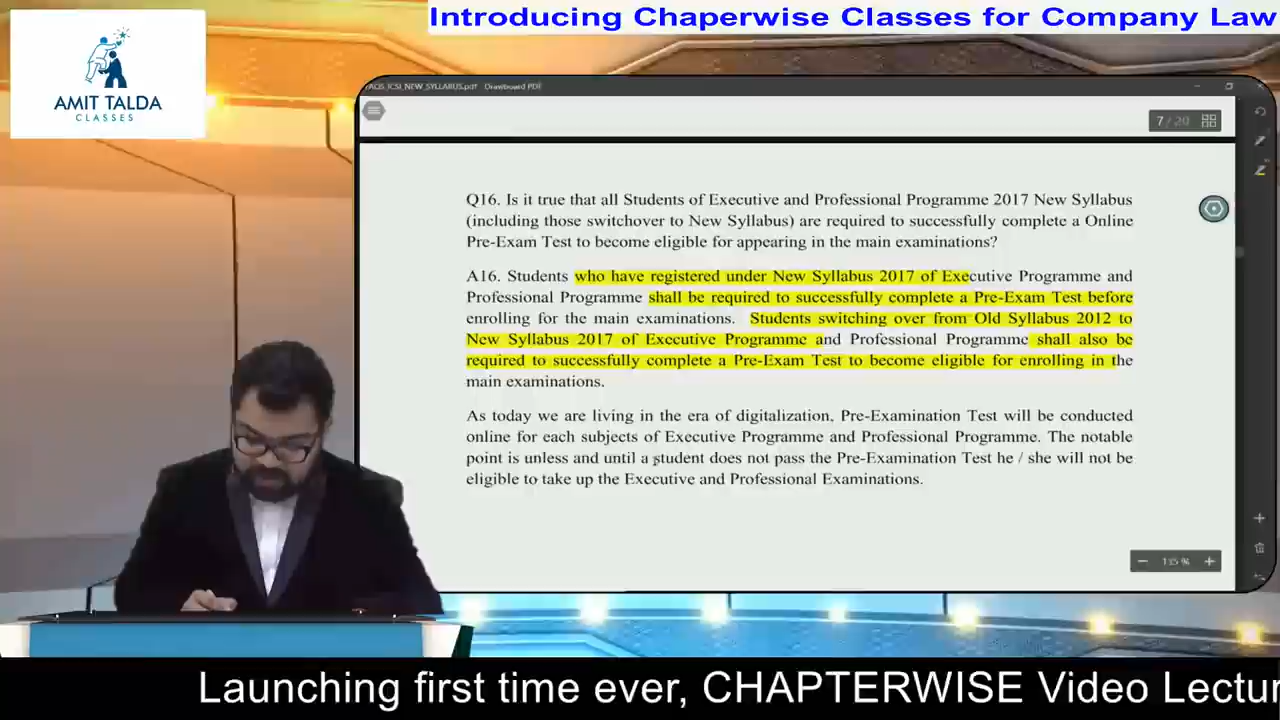 Introducing Chaperwise Classes for Company Law
AMIT TALDA
CLASSES
FAQS_ICSI_NEW_SYLLABUS.pdf - Drawboard PDF
7 / 20
Q16. Is it true that all Students of Executive and Professional Programme 2017 New Syllabus
(including those switchover to New Syllabus) are required to successfully complete a Online
Pre-Exam Test to become eligible for appearing in the main examinations?
A16. Students who have registered under New Syllabus 2017 of Executive Programme and
Professional Programme shall be required to successfully complete a Pre-Exam Test before
enrolling for the main examinations. Students switching over from Old Syllabus 2012 to
New Syllabus 2017 of Executive Programme and Professional Programme shall also be
required to successfully complete a Pre-Exam Test to become eligible for enrolling in the
main examinations.
As today we are living in the era of digitalization, Pre-Examination Test will be conducted
online for each subjects of Executive Programme and Professional Programme. The notable
point is unless and until a student does not pass the Pre-Examination Test he / she will not be
eligible to take up the Executive and Professional Examinations.
135 %
Launching first time ever, CHAPTERWISE Video Lectur